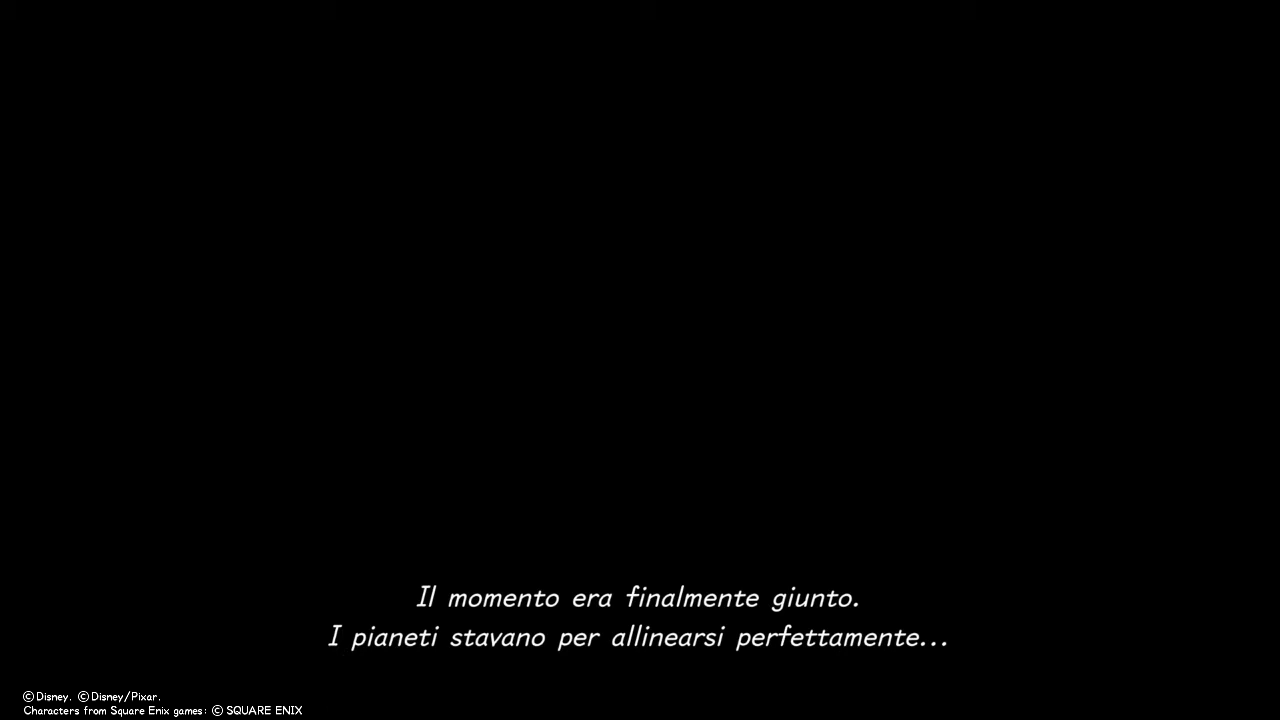 Il momento era finalmente giunto.
I pianeti stavano per allinearsi perfettamente...
©Disney. ©Disney/Pixar.
Characters from Square Enix games: © SQUARE ENIX